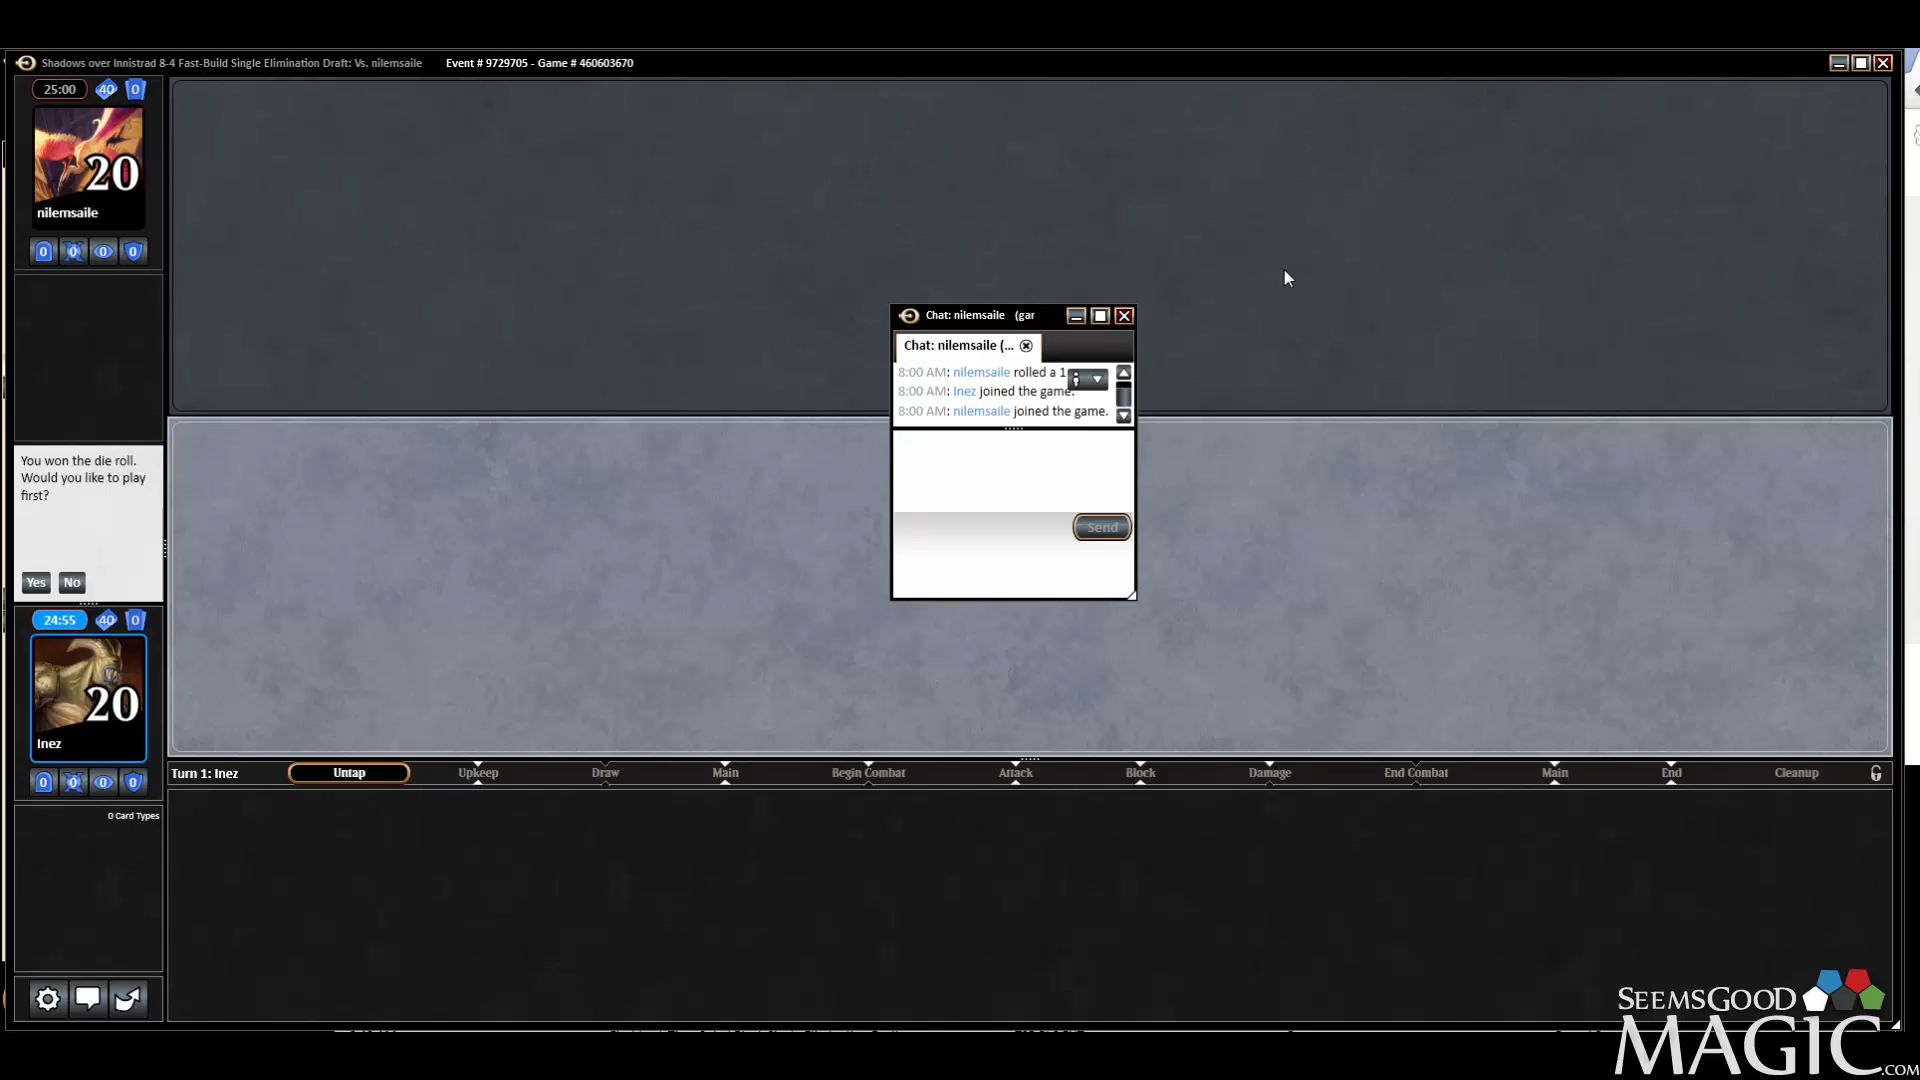 Shadows over Innistrad 8-4 Fast-Build Single Elimination Draft: Vs. nilemsaile Event # 9729705 - Game # 460603670
25:00 40 0
20
nilemsaile
0 0 0 0
Chat: nilemsaile (gar
Chat: nilemsaile (...
8:00 AM: nilemsaile rolled a 1
8:00 AM: Inez joined the game.
8:00 AM: nilemsaile joined the game.
Send
You won the die roll.
Would you like to play
first?
Yes No
24:55 40 0
20
Inez
0 0 0 0
Turn 1: Inez Untap Upkeep Draw Main Begin Combat Attack Block Damage End Combat Main End Cleanup
0 Card Types
SEEMSGOOD
MAGIC.COM